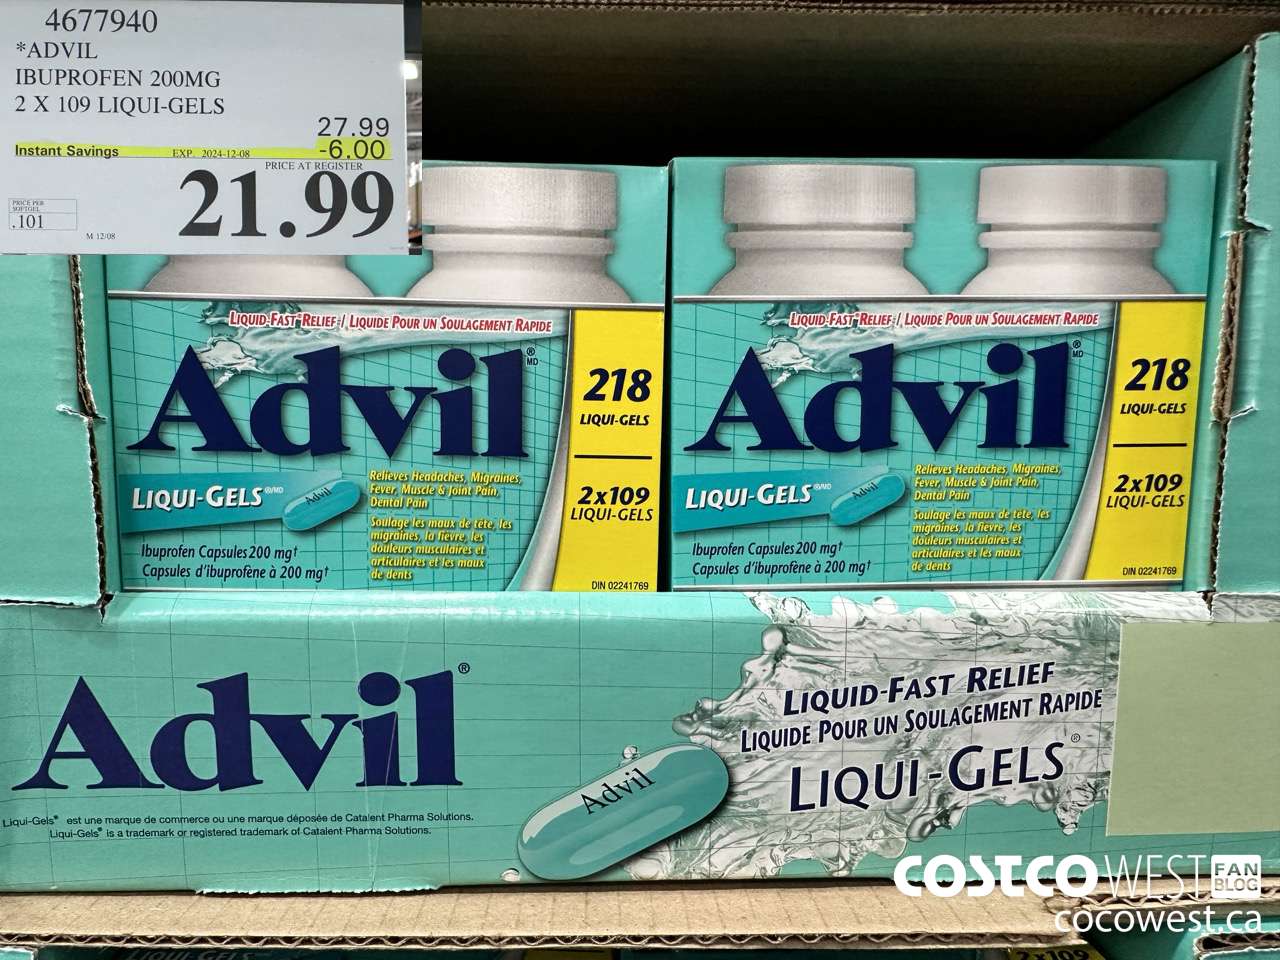 4677940
*ADVIL
IBUPROFEN 200MG
2 X 109 LIQUI-GELS
27.99
Instant Savings EXP. 2024-12-08 -6.00
PRICE AT REGISTER
21.99
PRICE PER
SOFTGEL
.101
M 12/08
LIQUID-FAST RELIEF / LIQUIDE POUR UN SOULAGEMENT RAPIDE
Advil® MD
218
LIQUI-GELS
2x109
LIQUI-GELS
LIQUI-GELS®/MD
Advil
Relieves Headaches, Migraines,
Fever, Muscle & Joint Pain,
Dental Pain
Soulage les maux de tête, les
migraines, la fièvre, les
douleurs musculaires et
articulaires et les maux
de dents
Ibuprofen Capsules 200 mg†
Capsules d'ibuprofène à 200 mg†
DIN 02241769
LIQUID-FAST RELIEF / LIQUIDE POUR UN SOULAGEMENT RAPIDE
Advil® MD
218
LIQUI-GELS
2x109
LIQUI-GELS
LIQUI-GELS®/MD
Advil
Relieves Headaches, Migraines,
Fever, Muscle & Joint Pain,
Dental Pain
Soulage les maux de tête, les
migraines, la fièvre, les
douleurs musculaires et
articulaires et les maux
de dents
Ibuprofen Capsules 200 mg†
Capsules d'ibuprofène à 200 mg†
DIN 02241769
Advil®
Liqui-Gels® est une marque de commerce ou une marque déposée de Catalent Pharma Solutions.
Liqui-Gels® is a trademark or registered trademark of Catalent Pharma Solutions.
Advil
LIQUID-FAST RELIEF
LIQUIDE POUR UN SOULAGEMENT RAPIDE
LIQUI-GELS®
COSTCO WEST FAN BLOG
cocowest.ca
LIQUI-GELS
2x109